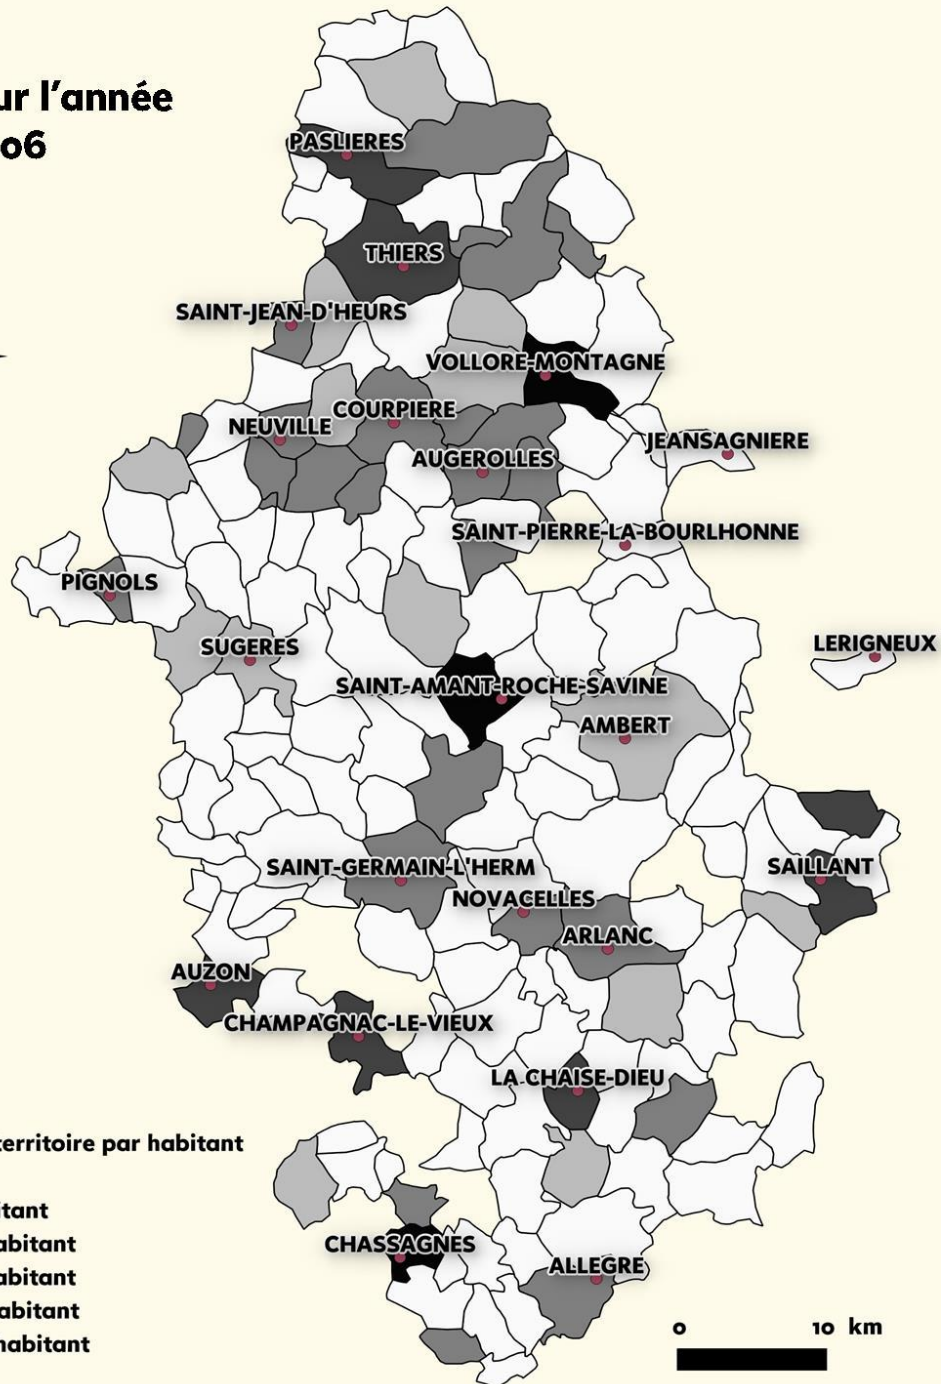 ur l'année
o6
PASLIERES
THIERS
SAINT-JEAN-D'HEURS
VOLLORE-MONTAGNE
COURPIERE
NEUVILLE
JEANSAGNIERE
AUGEROLLES
SAINT-PIERRE-LA-BOURLHONNE
PIGNOLS
SUGERES
LERIGNEUX
SAINT-AMANT-ROCHE-SAVINE
AMBERT
SAINT-GERMAIN-L'HERM
SAILLANT
NOVACELLES
ARLANC
AUZON
CHAMPAGNAC-LE-VIEUX
LA CHAISE-DIEU
territoire par habitant
itant
abitant
CHASSAGNES
abitant
ALLEGRE
abitant
habitant
0 10 km